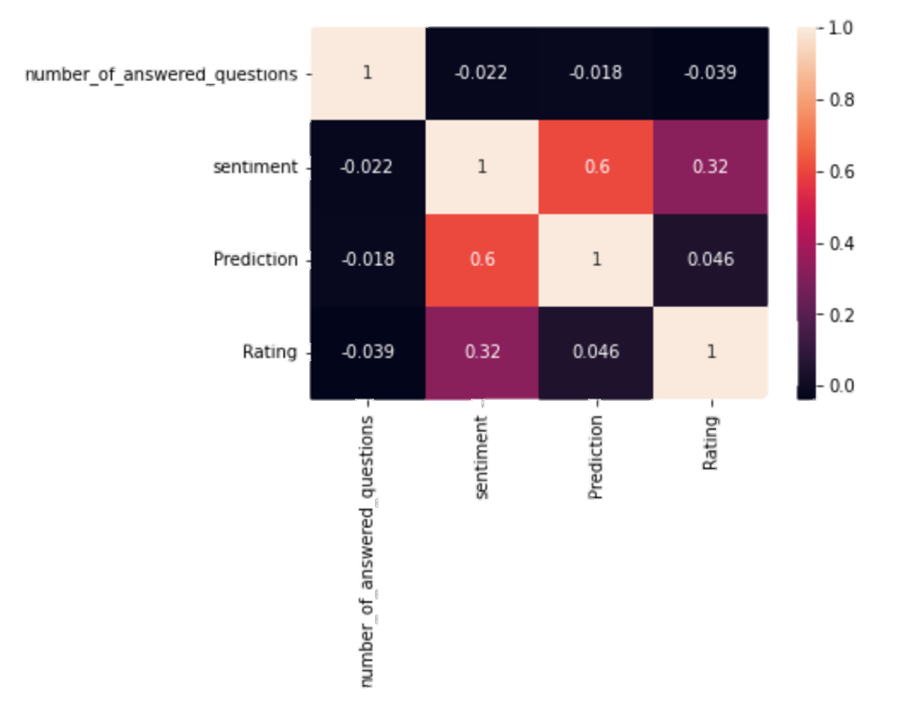 number_of_answered_questions
1 -0.022 -0.018 -0.039
sentiment
-0.022 1 0.6 0.32
Prediction
-0.018 0.6 1 0.046
Rating
-0.039 0.32 0.046 1
number_of_answered_questions
sentiment
Prediction
Rating
1.0
0.8
0.6
0.4
0.2
0.0